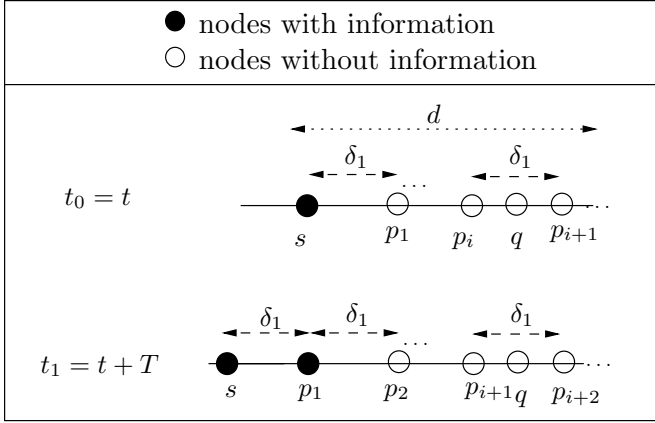 nodes with information
nodes without information
d
δ₁ δ₁
... 
t₀ = t ...
s p₁ pᵢ q pᵢ₊₁
δ₁ δ₁ δ₁
...
t₁ = t + T ...
s p₁ p₂ pᵢ₊₁ q pᵢ₊₂